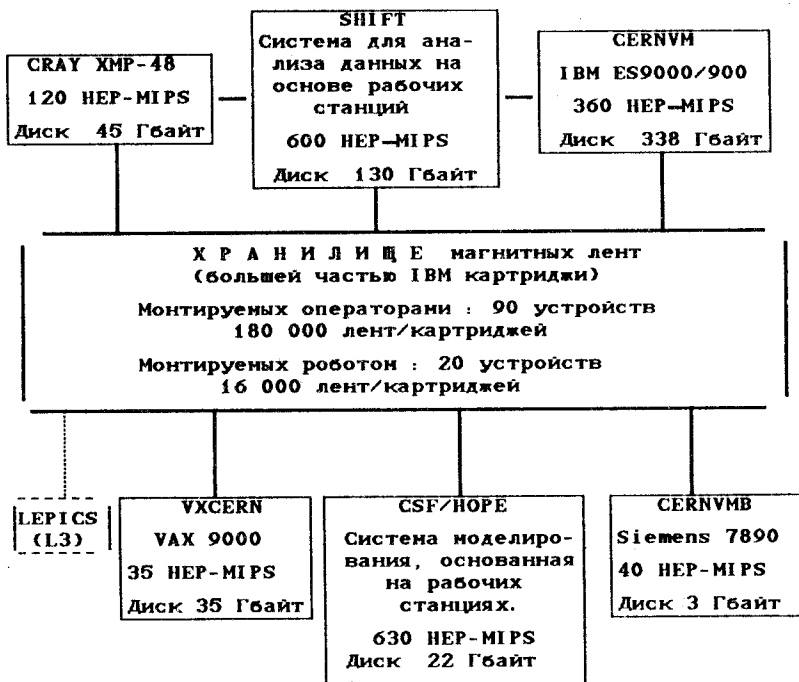 CRAY XMP-48
120 HEP-MIPS
Диск 45 Гбайт
SHIFT
Система для ана-
лиза данных на
основе рабочих
станций
600 HEP-MIPS
Диск 130 Гбайт
CERNVM
IBM ES9000/900
360 HEP-MIPS
Диск 338 Гбайт
Х Р А Н И Л И Щ Е магнитных лент
(большей частью IBM картриджи)
Монтируемых операторами : 90 устройств
180 000 лент/картриджей
Монтируемых роботом : 20 устройств
16 000 лент/картриджей
LEPICS
(L3)
VXCERN
VAX 9000
35 HEP-MIPS
Диск 35 Гбайт
CSF/HOPE
Система моделиро-
вания, основанная
на рабочих
станциях.
630 HEP-MIPS
Диск 22 Гбайт
CERNVMB
Siemens 7890
40 HEP-MIPS
Диск 3 Гбайт